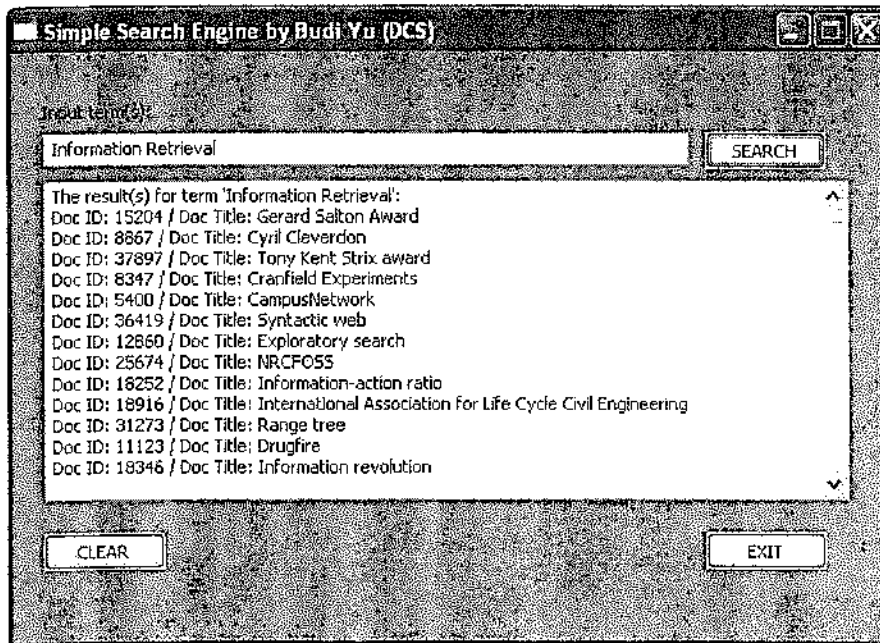 Simple Search Engine by Budi Yu (DCS)
Input term(s):
Information Retrieval
SEARCH
The result(s) for term 'Information Retrieval':
Doc ID: 15204 / Doc Title: Gerard Salton Award
Doc ID: 8867 / Doc Title: Cyril Cleverdon
Doc ID: 37897 / Doc Title: Tony Kent Strix award
Doc ID: 8347 / Doc Title: Cranfield Experiments
Doc ID: 5400 / Doc Title: CampusNetwork
Doc ID: 36419 / Doc Title: Syntactic web
Doc ID: 12860 / Doc Title: Exploratory search
Doc ID: 25674 / Doc Title: NRCFOSS
Doc ID: 18252 / Doc Title: Information-action ratio
Doc ID: 18916 / Doc Title: International Association for Life Cycle Civil Engineering
Doc ID: 31273 / Doc Title: Range tree
Doc ID: 11123 / Doc Title: Drugfire
Doc ID: 18346 / Doc Title: Information revolution
CLEAR
EXIT